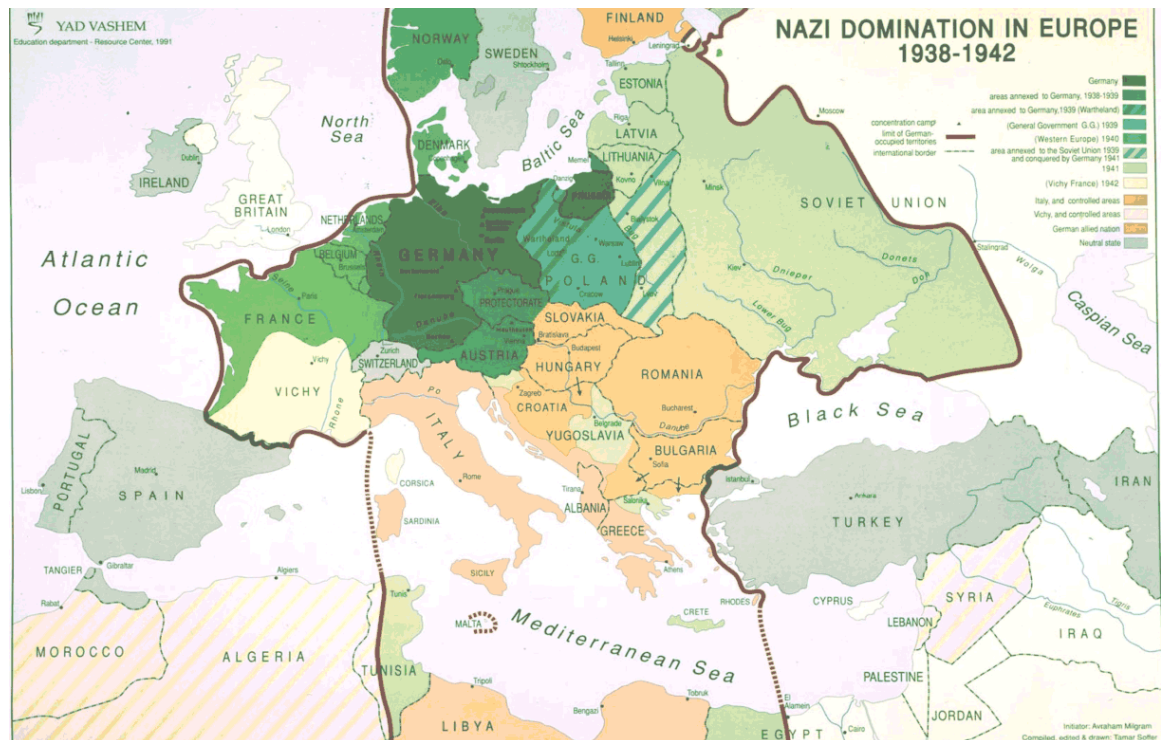 YAD VASHEM
Education department - Resource Center, 1991
NAZI DOMINATION IN EUROPE
1938-1942
Germany
areas annexed to Germany, 1938-1939
area annexed to Germany, 1939 (Wartheland)
(General Government G.G.) 1939
(Western Europe) 1940
area annexed to the Soviet Union 1939
and conquered by Germany 1941
1941
(Vichy France) 1942
Italy, and controlled areas
Vichy, and controlled areas
German allied nation
Neutral state
concentration camp
limit of German-
occupied territories
international border
NORWAY
Oslo
SWEDEN
Stockholm
FINLAND
Helsinki
Leningrad
Tallinn
ESTONIA
Moscow
North
Sea
Baltic Sea
Riga
LATVIA
DENMARK
Copenhagen
LITHUANIA
Memel
Kovno
Vilna
Danzig
PRUSSIA
Minsk
SOVIET UNION
Dublin
IRELAND
GREAT
BRITAIN
London
NETHERLANDS
Amsterdam
Elbe
BELGIUM
Brussels
Rhine
GERMANY
Wartheland
Vistula
Lodz
Warsaw
Bialystok
Bug
G.G.
Lublin
POLAND
Cracow
Lvov
Kiev
Dnieper
Donets
Don
Stalingrad
Wolga
Lower Bug
Atlantic
Ocean
Seine
Paris
FRANCE
Prague
PROTECTORATE
Danube
Mauthausen
Vienna
AUSTRIA
SLOVAKIA
Bratislava
Budapest
HUNGARY
ROMANIA
Bucharest
Caspian Sea
Zurich
SWITZERLAND
Vichy
VICHY
Rhone
Po
ITALY
Zagreb
CROATIA
Belgrade
YUGOSLAVIA
Danube
BULGARIA
Sofia
Black Sea
PORTUGAL
Lisbon
Madrid
SPAIN
CORSICA
Rome
SARDINIA
Tirana
ALBANIA
Salonika
GREECE
Athens
Istanbul
Ankara
TURKEY
IRAN
TANGIER
Gibraltar
Rabat
Algiers
Tunis
SICILY
MALTA
Mediterranean Sea
CRETE
RHODES
CYPRUS
LEBANON
SYRIA
Euphrates
Tigris
IRAQ
MOROCCO
ALGERIA
TUNISIA
Tripoli
LIBYA
Bengazi
Tobruk
El
Alamein
EGYPT
Cairo
PALESTINE
JORDAN
Initiator: Avraham Milgram
Compiled, edited & drawn: Tamar Soffer